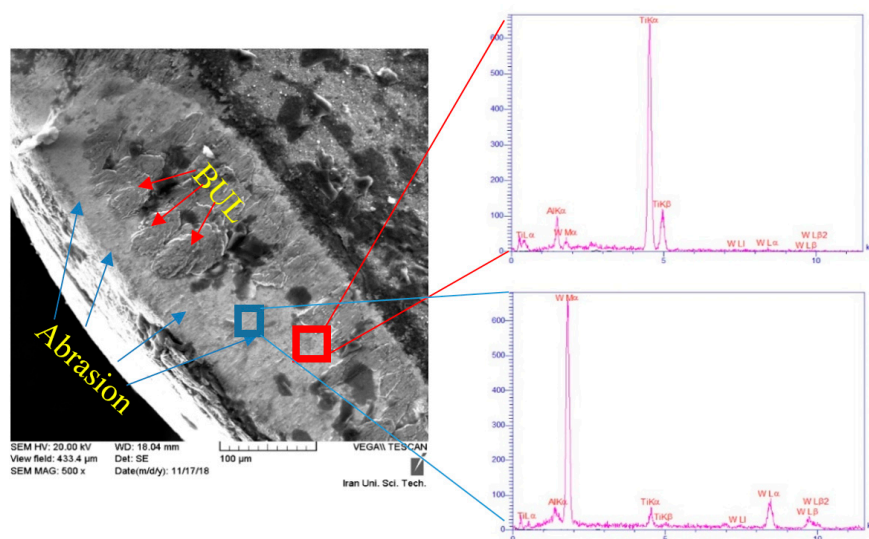 BUL
Abrasion
SEM HV: 20.00 kV
WD: 18.04 mm
VEGA\\ TESCAN
View field: 433.4 µm
Det: SE
100 µm
SEM MAG: 500 x
Date(m/d/y): 11/17/18
Iran Uni. Sci. Tech.
TiKα
600
500
400
300
200
100
0
TiKβ
AlKα
W Mα
TiLα
W Ll
W Lα
W Lβ
W Lβ2
0
5
10
k
W Mα
600
500
400
300
200
100
0
AlKα
TiLα
TiKα
TiKβ
W Ll
W Lα
W Lβ
W Lβ2
0
5
10